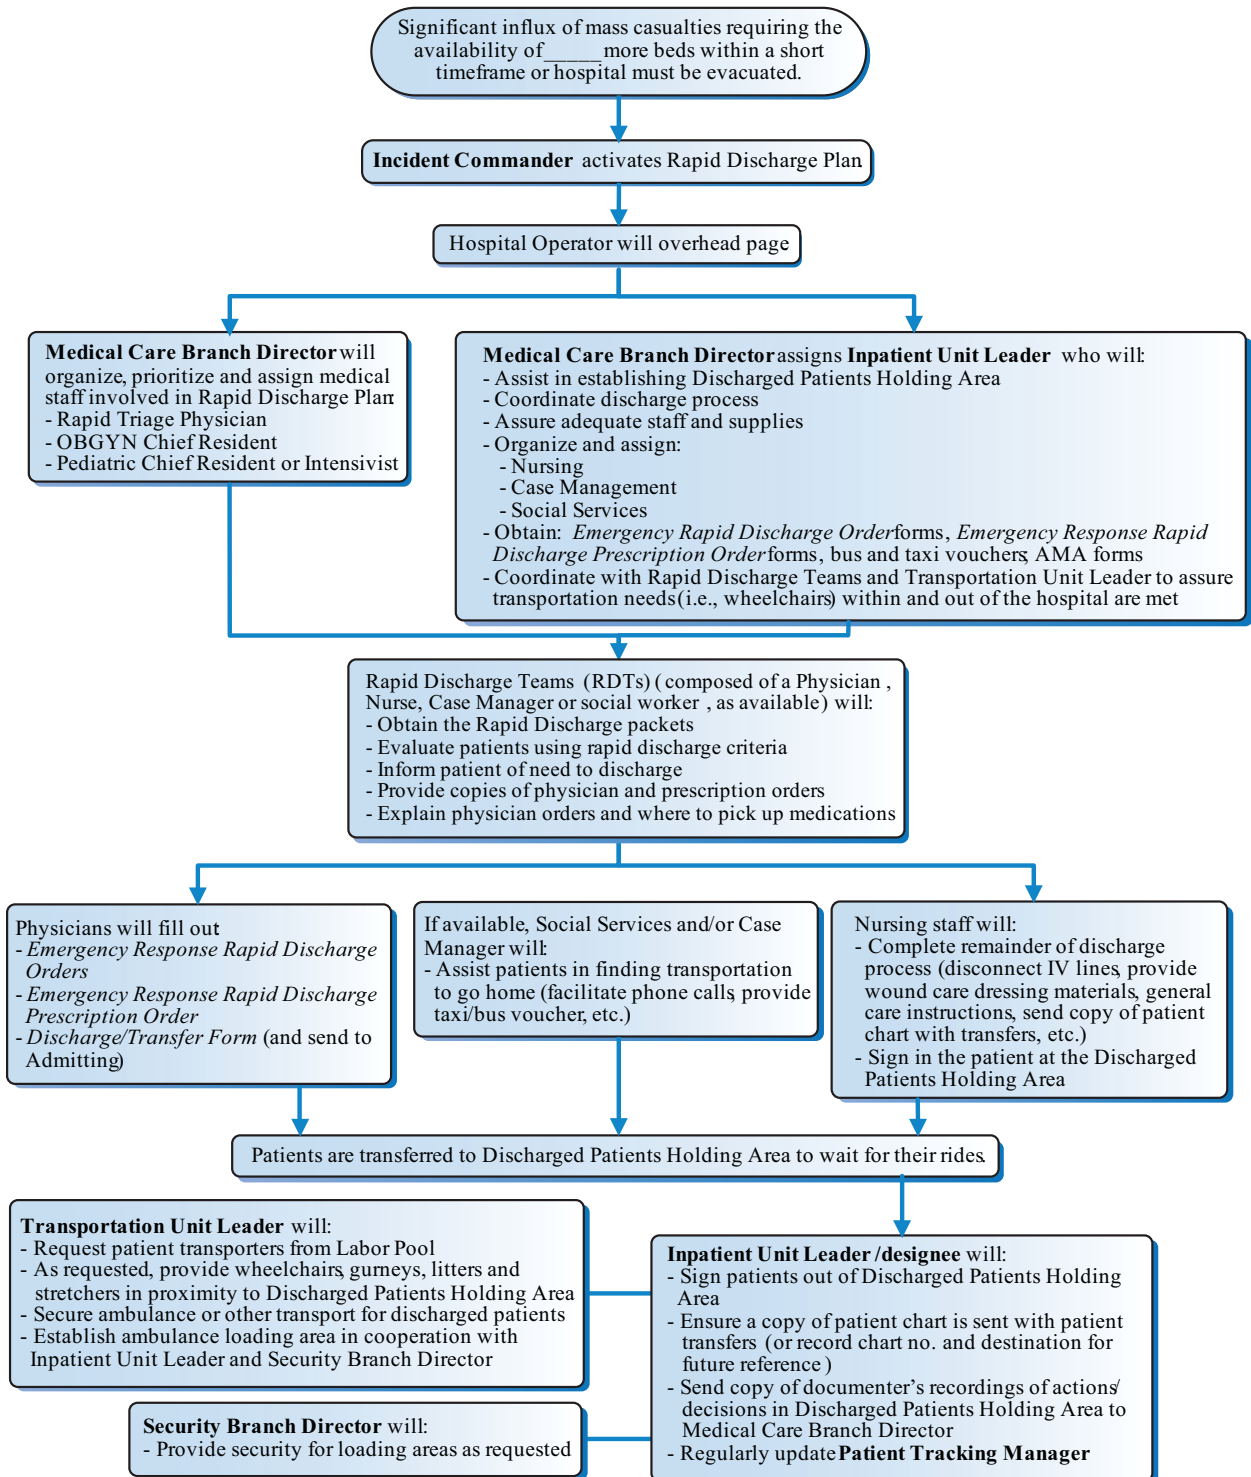 Significant influx of mass casualties requiring the
availability of _____ more beds within a short
timeframe or hospital must be evacuated.
Incident Commander activates Rapid Discharge Plan.
Hospital Operator will overhead page
Medical Care Branch Director will
organize, prioritize and assign medical
staff involved in Rapid Discharge Plan:
- Rapid Triage Physician
- OBGYN Chief Resident
- Pediatric Chief Resident or Intensivist
Medical Care Branch Director assigns Inpatient Unit Leader who will:
- Assist in establishing Discharged Patients Holding Area
- Coordinate discharge process
- Assure adequate staff and supplies
- Organize and assign:
- Nursing
- Case Management
- Social Services
- Obtain: Emergency Rapid Discharge Order forms, Emergency Response Rapid
Discharge Prescription Order forms, bus and taxi vouchers, AMA forms
- Coordinate with Rapid Discharge Teams and Transportation Unit Leader to assure
transportation needs (i.e., wheelchairs) within and out of the hospital are met
Rapid Discharge Teams (RDTs) (composed of a Physician,
Nurse, Case Manager or social worker, as available) will:
- Obtain the Rapid Discharge packets
- Evaluate patients using rapid discharge criteria
- Inform patient of need to discharge
- Provide copies of physician and prescription orders
- Explain physician orders and where to pick up medications
Physicians will fill out:
- Emergency Response Rapid Discharge
Orders
- Emergency Response Rapid Discharge
Prescription Order
- Discharge/Transfer Form (and send to
Admitting)
If available, Social Services and/or Case
Manager will:
- Assist patients in finding transportation
to go home (facilitate phone calls, provide
taxi/bus voucher, etc.)
Nursing staff will:
- Complete remainder of discharge
process (disconnect IV lines, provide
wound care dressing materials, general
care instructions, send copy of patient
chart with transfers, etc.)
- Sign in the patient at the Discharged
Patients Holding Area
Patients are transferred to Discharged Patients Holding Area to wait for their rides.
Transportation Unit Leader will:
- Request patient transporters from Labor Pool
- As requested, provide wheelchairs, gurneys, litters and
stretchers in proximity to Discharged Patients Holding Area
- Secure ambulance or other transport for discharged patients
- Establish ambulance loading area in cooperation with
Inpatient Unit Leader and Security Branch Director
Security Branch Director will:
- Provide security for loading areas as requested
Inpatient Unit Leader/designee will:
- Sign patients out of Discharged Patients Holding
Area
- Ensure a copy of patient chart is sent with patient
transfers (or record chart no. and destination for
future reference)
- Send copy of documenter's recordings of actions/
decisions in Discharged Patients Holding Area to
Medical Care Branch Director
- Regularly update Patient Tracking Manager